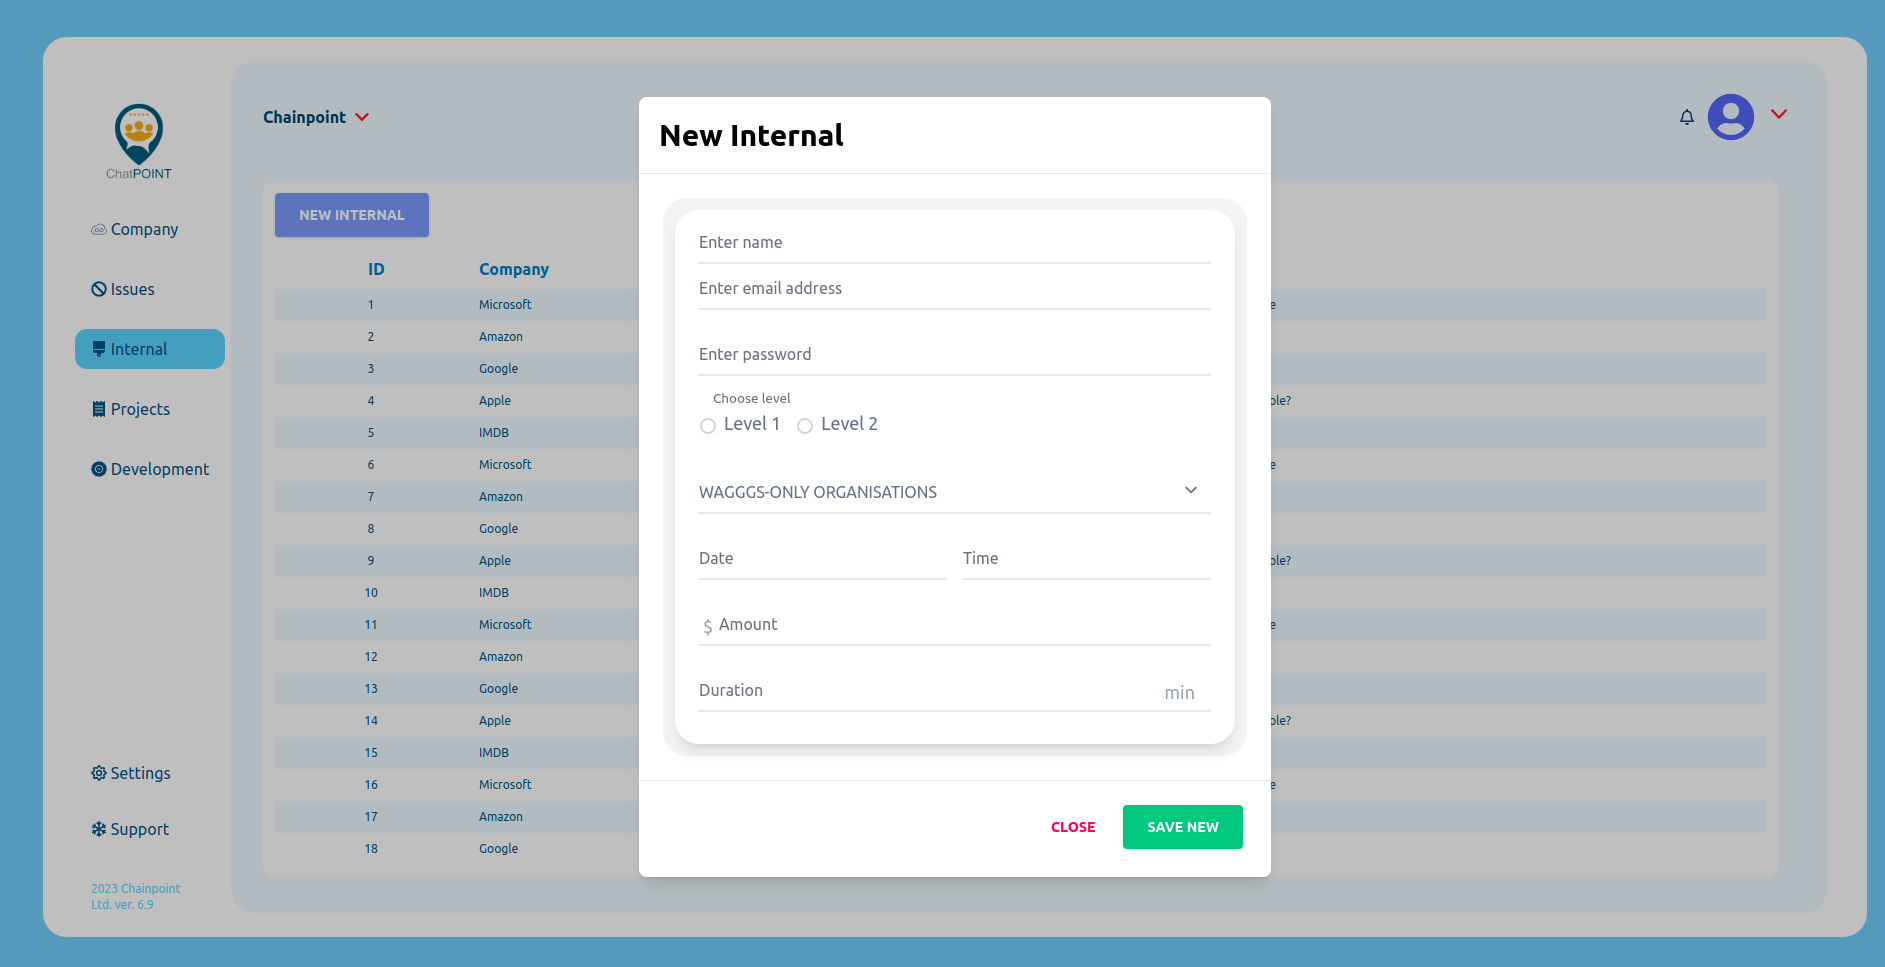 ChatPOINT
Company
Issues
Internal
Projects
Development
Settings
Support
2023 Chainpoint
Ltd. ver. 6.9
Chainpoint
NEW INTERNAL
ID Company
1 Microsoft
2 Amazon
3 Google
4 Apple
5 IMDB
6 Microsoft
7 Amazon
8 Google
9 Apple
10 IMDB
11 Microsoft
12 Amazon
13 Google
14 Apple
15 IMDB
16 Microsoft
17 Amazon
18 Google
New Internal
Enter name
Enter email address
Enter password
Choose level
Level 1 Level 2
WAGGGS-ONLY ORGANISATIONS
Date Time
$ Amount
Duration min
CLOSE SAVE NEW